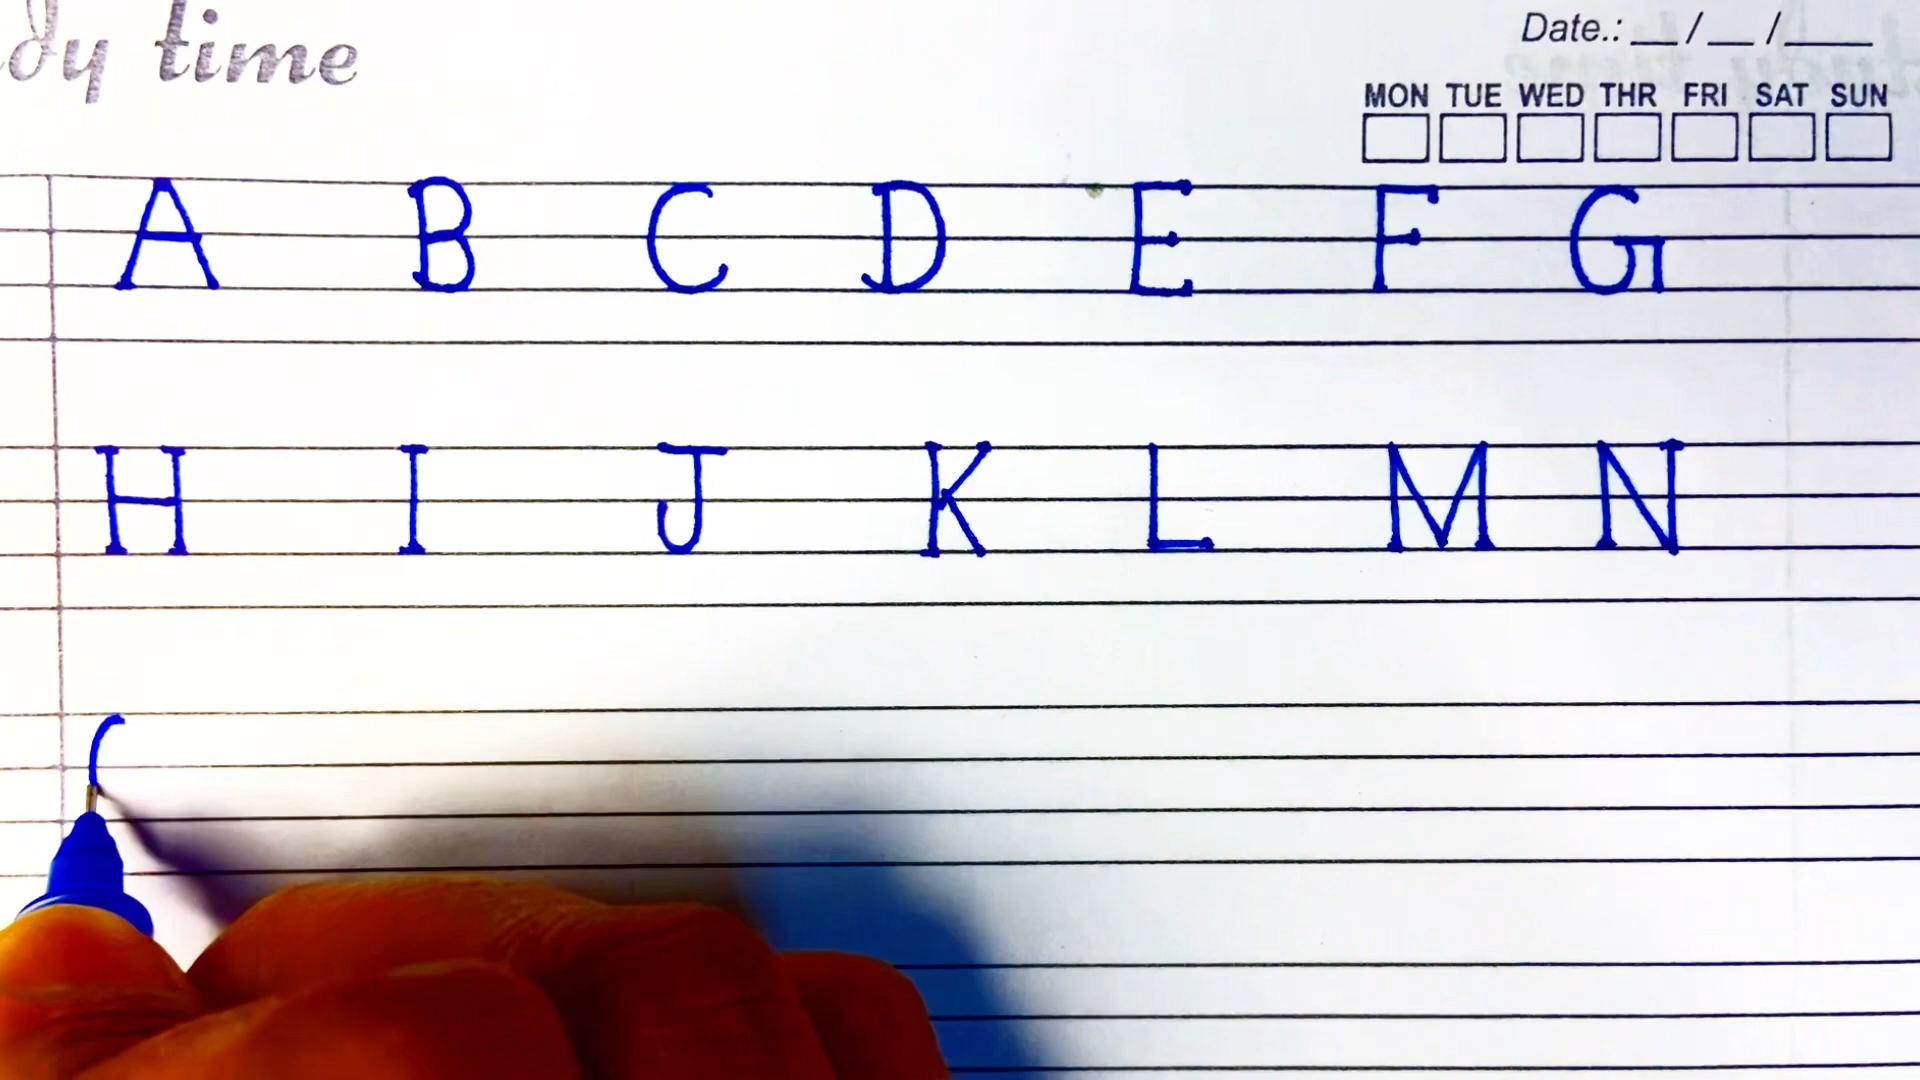 dy time
Date.: __ / __ / ____
MON TUE WED THR FRI SAT SUN
A B C D E F G
H I J K L M N